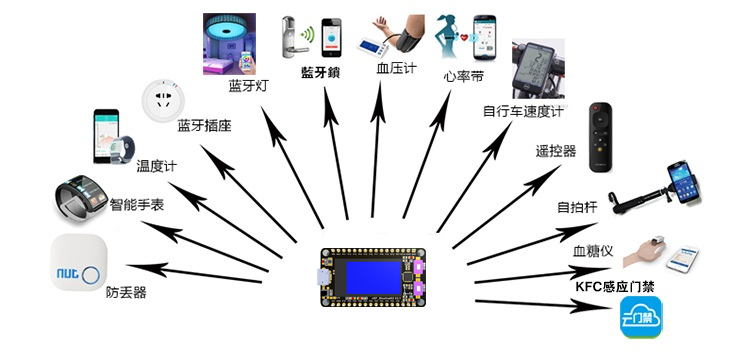 蓝牙灯
藍牙鎖
血压计
心率带
自行车速度计
蓝牙插座
遥控器
温度计
自拍杆
智能手表
血糖仪
nut
防丢器
KFC感应门禁
云门禁